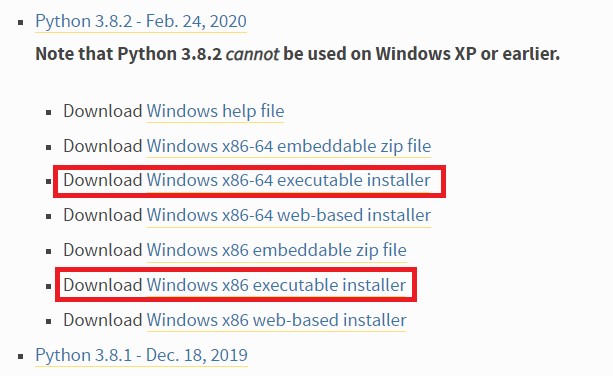 Python 3.8.2 - Feb. 24, 2020
Note that Python 3.8.2 cannot be used on Windows XP or earlier.
Download Windows help file
Download Windows x86-64 embeddable zip file
Download Windows x86-64 executable installer
Download Windows x86-64 web-based installer
Download Windows x86 embeddable zip file
Download Windows x86 executable installer
Download Windows x86 web-based installer
Python 3.8.1 - Dec. 18, 2019